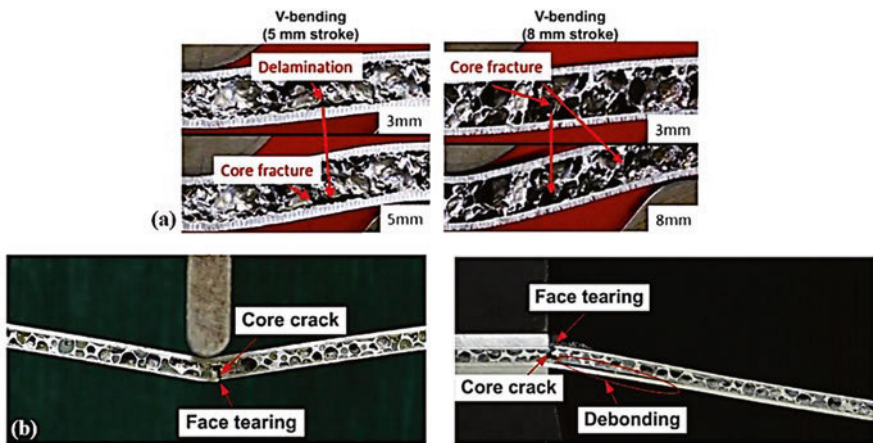 V-bending
(5 mm stroke)
V-bending
(8 mm stroke)
Delamination
3mm
Core fracture
5mm
Core fracture
3mm
8mm
(a)
Core crack
Face tearing
(b)
Face tearing
Core crack
Debonding